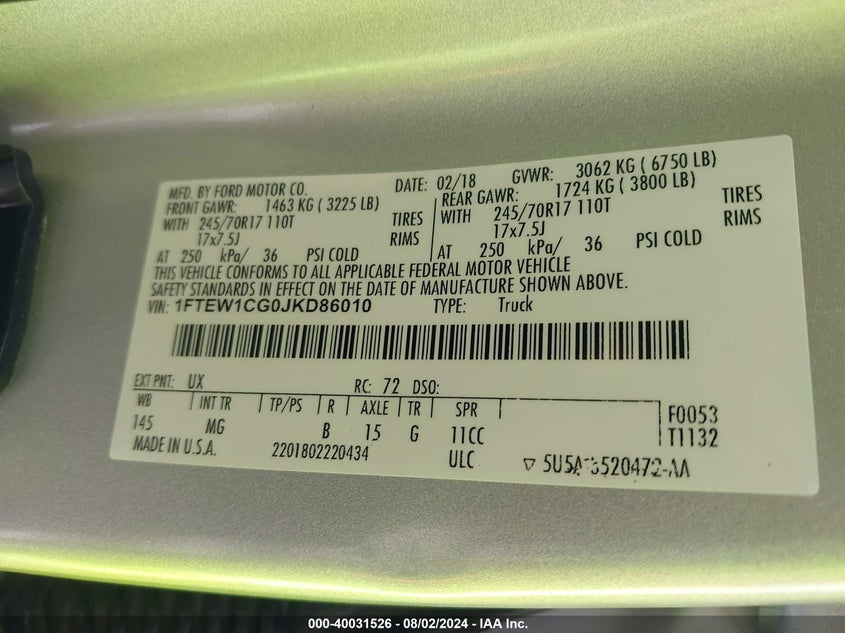 MFD. BY FORD MOTOR CO. DATE: 02/18 GVWR: 3062 KG ( 6750 LB)
FRONT GAWR: 1463 KG ( 3225 LB) REAR GAWR: 1724 KG ( 3800 LB)
WITH 245/70R17 110T TIRES WITH 245/70R17 110T TIRES
17x7.5J RIMS 17x7.5J RIMS
AT 250 kPa/ 36 PSI COLD AT 250 kPa/ 36 PSI COLD
THIS VEHICLE CONFORMS TO ALL APPLICABLE FEDERAL MOTOR VEHICLE
SAFETY STANDARDS IN EFFECT ON THE DATE OF MANUFACTURE SHOWN ABOVE.
VIN: 1FTEW1CG0JKD86010 TYPE: Truck
EXT PNT: UX RC: 72 DSO:
WB INT TR TP/PS R AXLE TR SPR F0053
145 MG B 15 G 11CC T1132
MADE IN U.S.A. 2201802220434 ULC
000-40031526 - 08/02/2024 - IAA Inc.